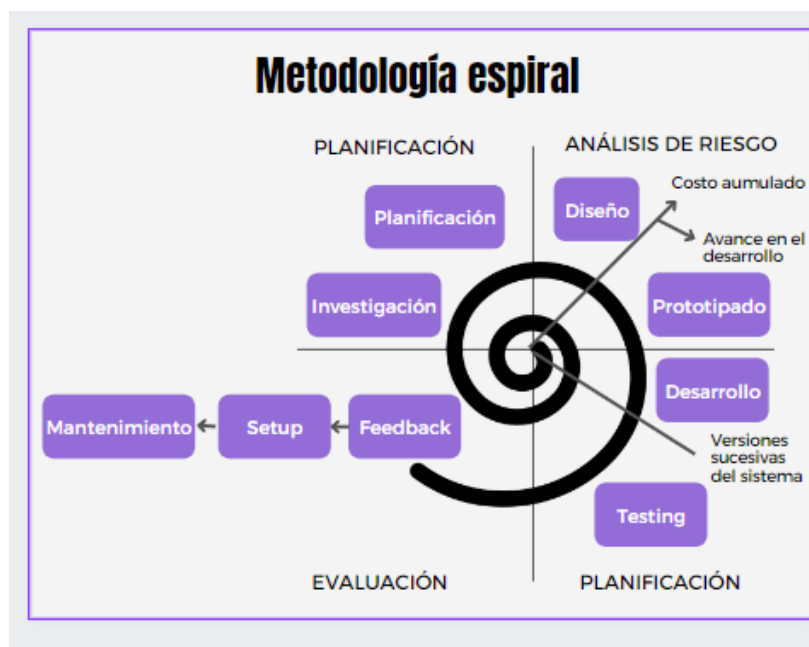 Metodología espiral
PLANIFICACIÓN
ANÁLISIS DE RIESGO
Planificación
Diseño
Costo aumulado
Avance en el
desarrollo
Investigación
Prototipado
Desarrollo
Mantenimiento
Setup
Feedback
Versiones
sucesivas
del sistema
Testing
EVALUACIÓN
PLANIFICACIÓN